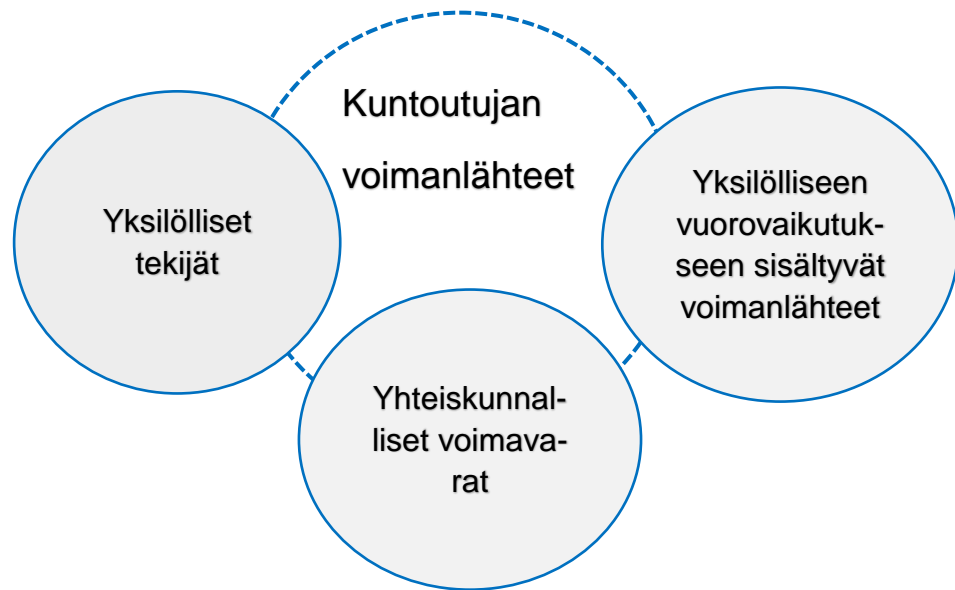 Kuntoutujan
voimanlähteet
Yksilölliset
tekijät
Yksilölliseen
vuorovaikutuk-
seen sisältyvät
voimanlähteet
Yhteiskunnal-
liset voimava-
rat